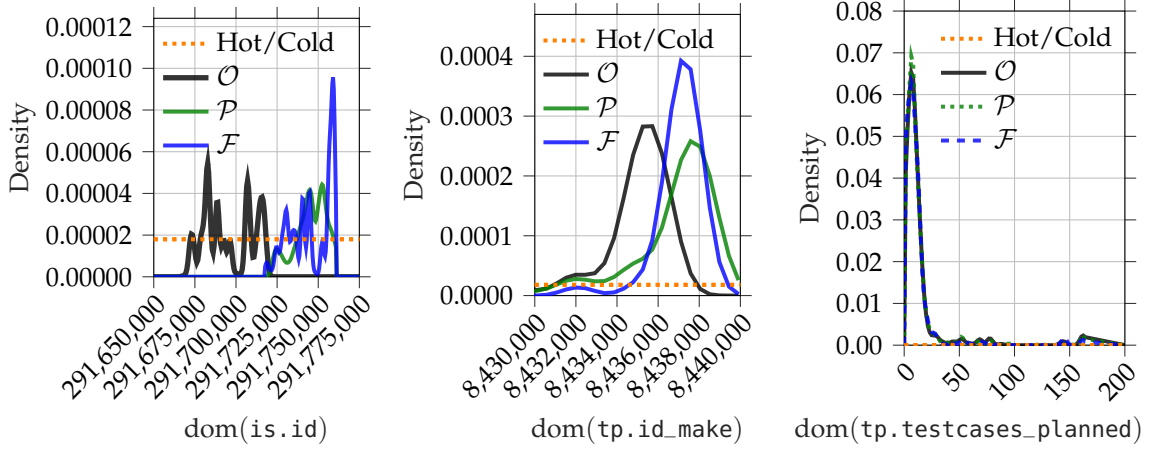 Density
0.00012
0.00010
0.00008
0.00006
0.00004
0.00002
0.00000
Hot/Cold
𝒪
𝒫
ℱ
291,650,000
291,675,000
291,700,000
291,725,000
291,750,000
291,775,000
dom(is.id)
Density
0.0004
0.0003
0.0002
0.0001
0.0000
Hot/Cold
𝒪
𝒫
ℱ
8,430,000
8,432,000
8,434,000
8,436,000
8,438,000
8,440,000
dom(tp.id_make)
Density
0.08
0.07
0.06
0.05
0.04
0.03
0.02
0.01
0.00
Hot/Cold
𝒪
𝒫
ℱ
0
50
100
150
200
dom(tp.testcases_planned)